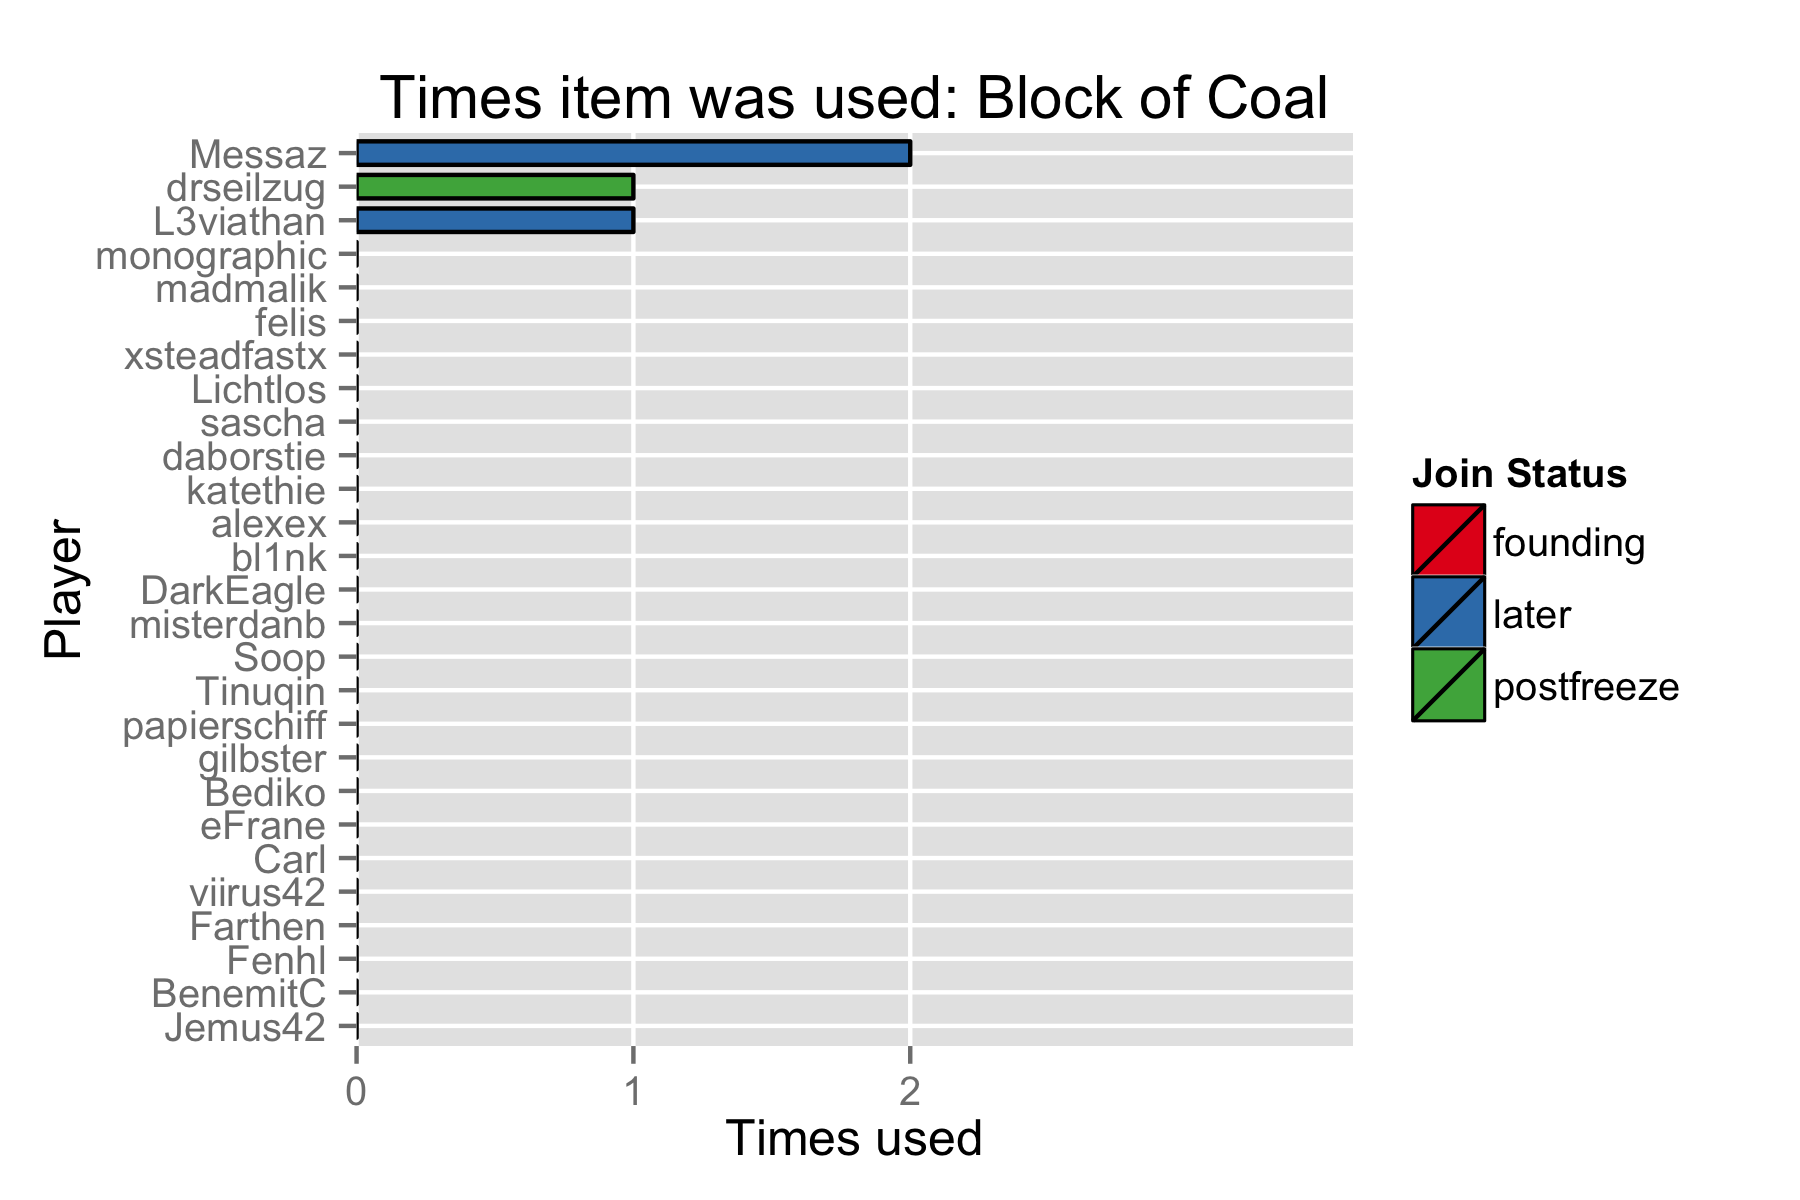 Times item was used: Block of Coal
Player
Messaz
drseilzug
L3viathan
monographic
madmalik
felis
xsteadfastx
Lichtlos
sascha
daborstie
katethie
alexex
bl1nk
DarkEagle
misterdanb
Soop
Tinuqin
papierschiff
gilbster
Bediko
eFrane
Carl
viirus42
Farthen
Fenhl
BenemitC
Jemus42
0 1 2
Times used
Join Status
founding
later
postfreeze